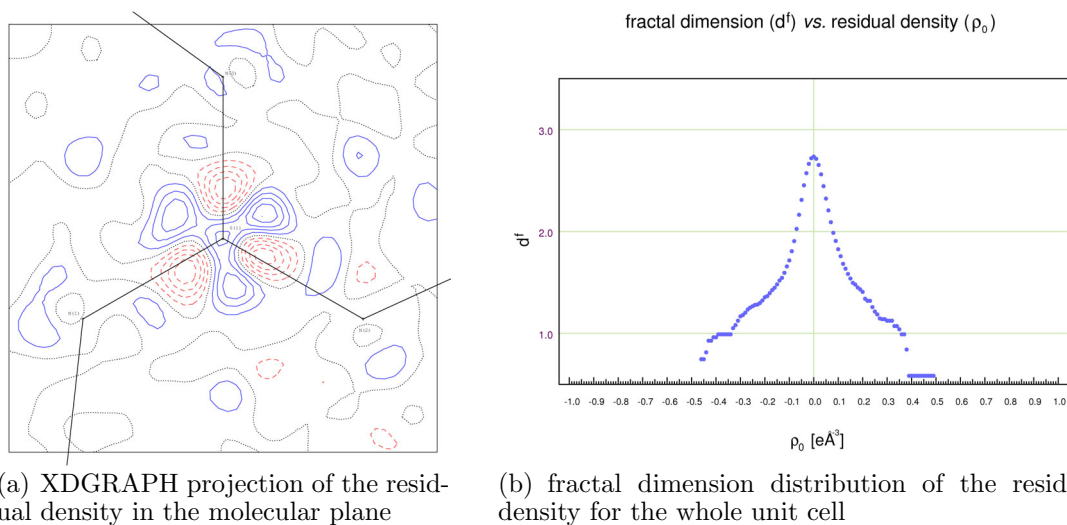 fractal dimension (d^f) vs. residual density (ρ₀)
N(3)
S(1)
N(1)
N(2)
3.0
2.0
1.0
d^f
-1.0 -0.9 -0.8 -0.7 -0.6 -0.5 -0.4 -0.3 -0.2 -0.1 0.0 0.1 0.2 0.3 0.4 0.5 0.6 0.7 0.8 0.9 1.0
ρ₀ [eÅ⁻³]
(a) XDGRAPH projection of the resid-
ual density in the molecular plane
(b) fractal dimension distribution of the resid
density for the whole unit cell